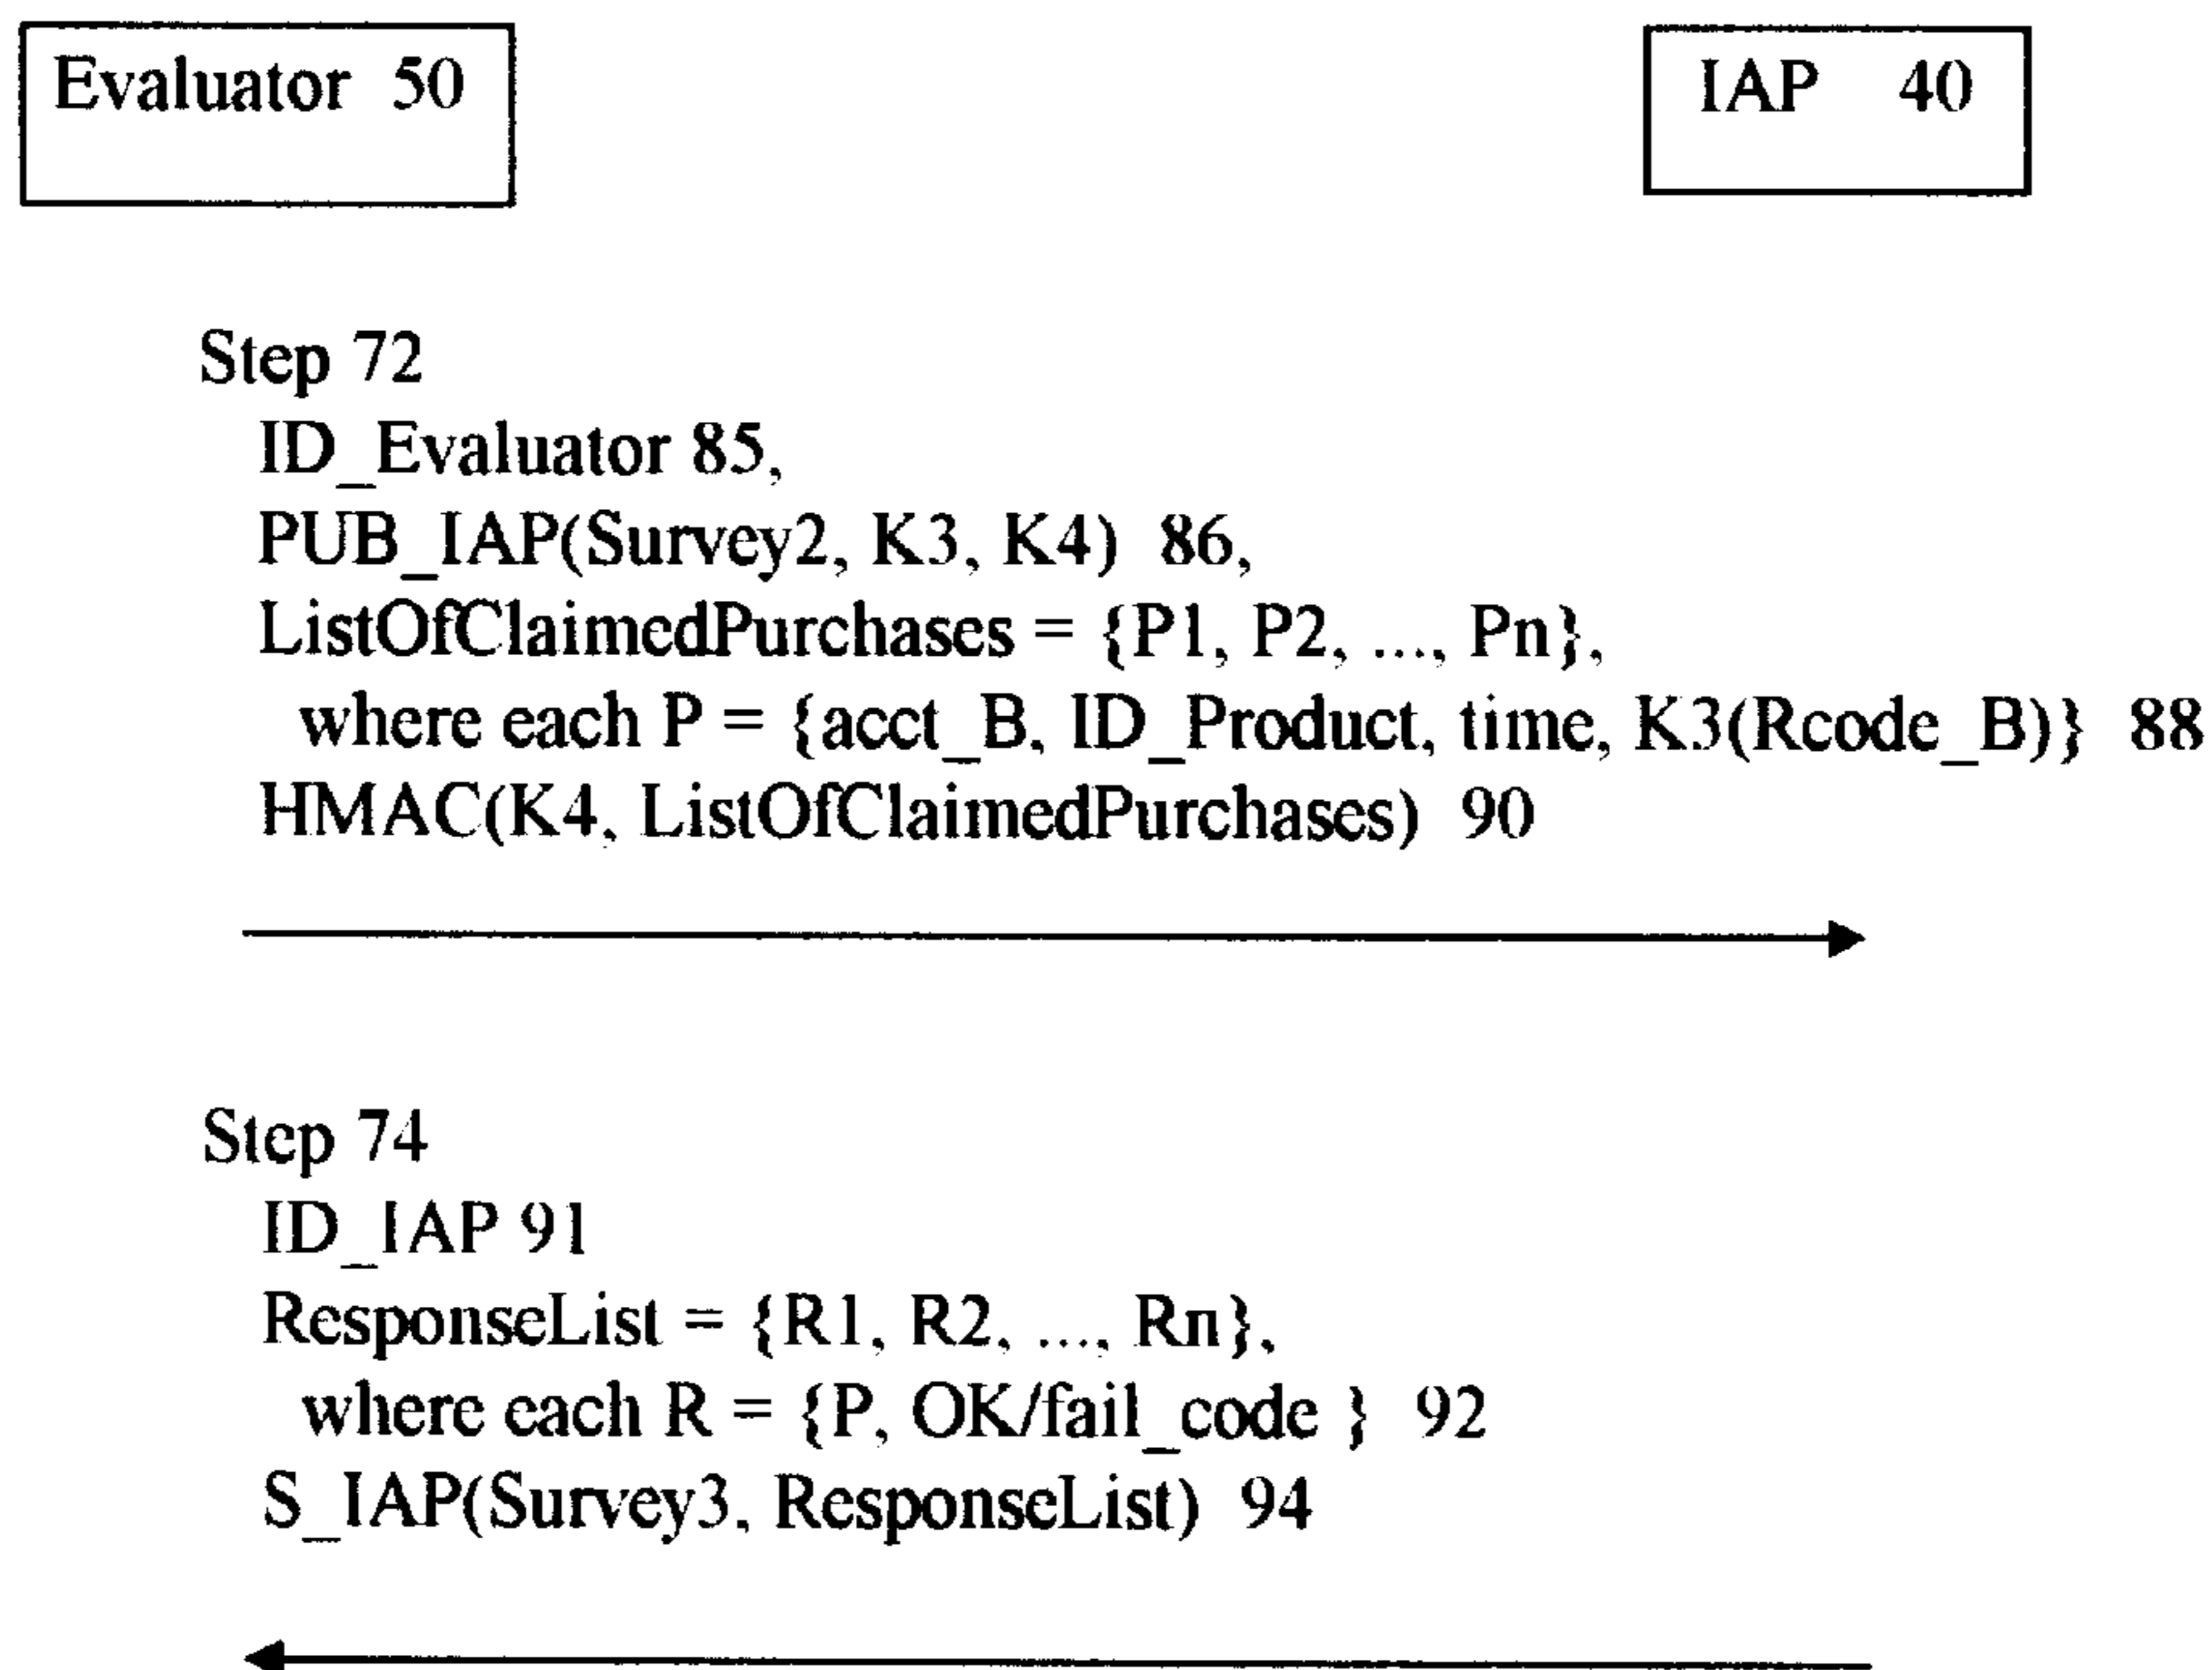 Evaluator 50
IAP 40
Step 72
ID_Evaluator 85,
PUB_IAP(Survey2, K3, K4) 86,
ListOfClaimedPurchases = {P1, P2, ..., Pn},
where each P = {acct_B, ID_Product, time, K3(Rcode_B)} 88
HMAC(K4, ListOfClaimedPurchases) 90
Step 74
ID_IAP 91
ResponseList = {R1, R2, ..., Rn},
where each R = {P, OK/fail_code } 92
S_IAP(Survey3, ResponseList) 94